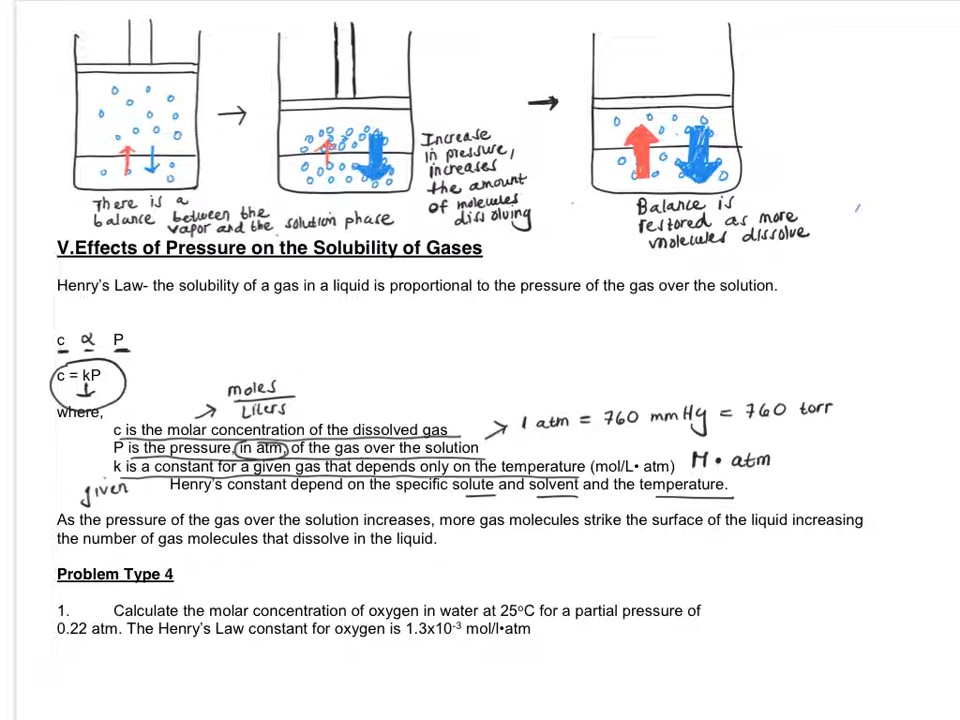 There is a
balance between the
vapor and the solution phase
Increase
in pressure,
increases
the amount
of molecules
dissolving
Balance is
restored as more
molecules dissolve
V.Effects of Pressure on the Solubility of Gases
Henry's Law- the solubility of a gas in a liquid is proportional to the pressure of the gas over the solution.
c α P
c = kP
where,
moles
Liters
c is the molar concentration of the dissolved gas
1 atm = 760 mmHg = 760 torr
P is the pressure (in atm) of the gas over the solution
k is a constant for a given gas that depends only on the temperature (mol/L• atm) M • atm
given
Henry's constant depend on the specific solute and solvent and the temperature.
As the pressure of the gas over the solution increases, more gas molecules strike the surface of the liquid increasing
the number of gas molecules that dissolve in the liquid.
Problem Type 4
1. Calculate the molar concentration of oxygen in water at 25ºC for a partial pressure of
0.22 atm. The Henry's Law constant for oxygen is 1.3x10⁻³ mol/l•atm